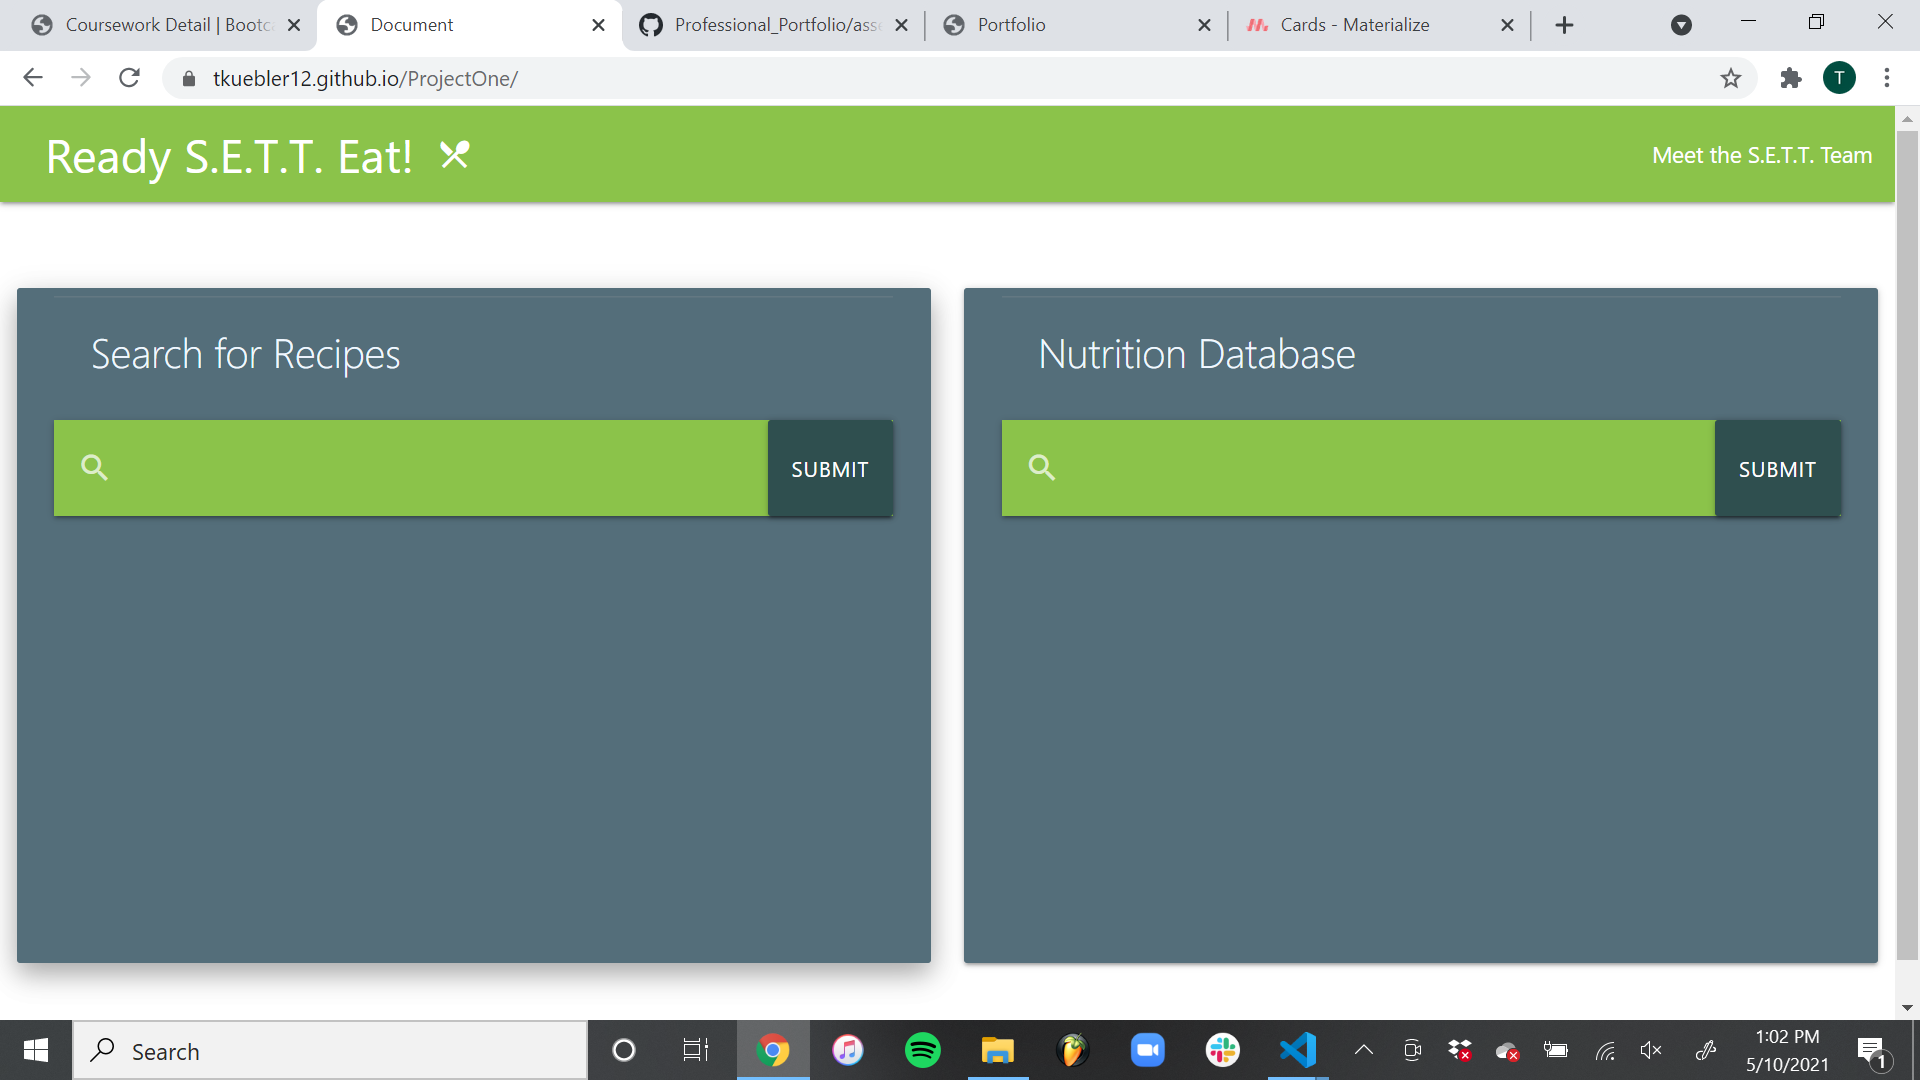 Coursework Detail | Bootc
Document
Professional_Portfolio/asse
Portfolio
Cards - Materialize
tkuebler12.github.io/ProjectOne/
T
Ready S.E.T.T. Eat!
Meet the S.E.T.T. Team
Search for Recipes
SUBMIT
Nutrition Database
SUBMIT
Search
1:02 PM
5/10/2021
1